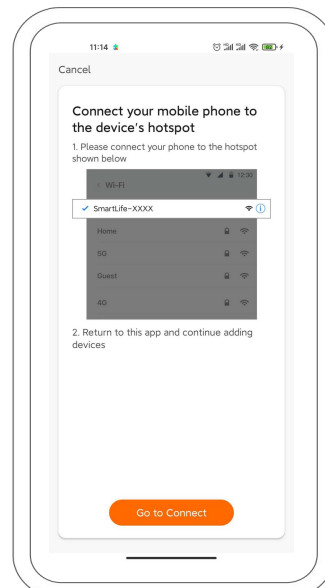 11:14
Cancel
Connect your mobile phone to
the device's hotspot
1. Please connect your phone to the hotspot
shown below
12:00
Wi-Fi
SmartLife-XXXX
Home
5G
Guest
4G
2. Return to this app and continue adding
devices
Go to Connect